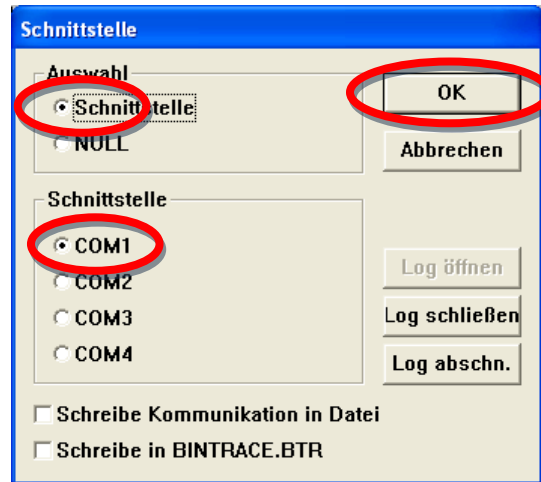 Schnittstelle
Auswahl
Schnittstelle
NULL
OK
Abbrechen
Schnittstelle
COM1
COM2
COM3
COM4
Log öffnen
Log schließen
Log abschn.
Schreibe Kommunikation in Datei
Schreibe in BINTRACE.BTR